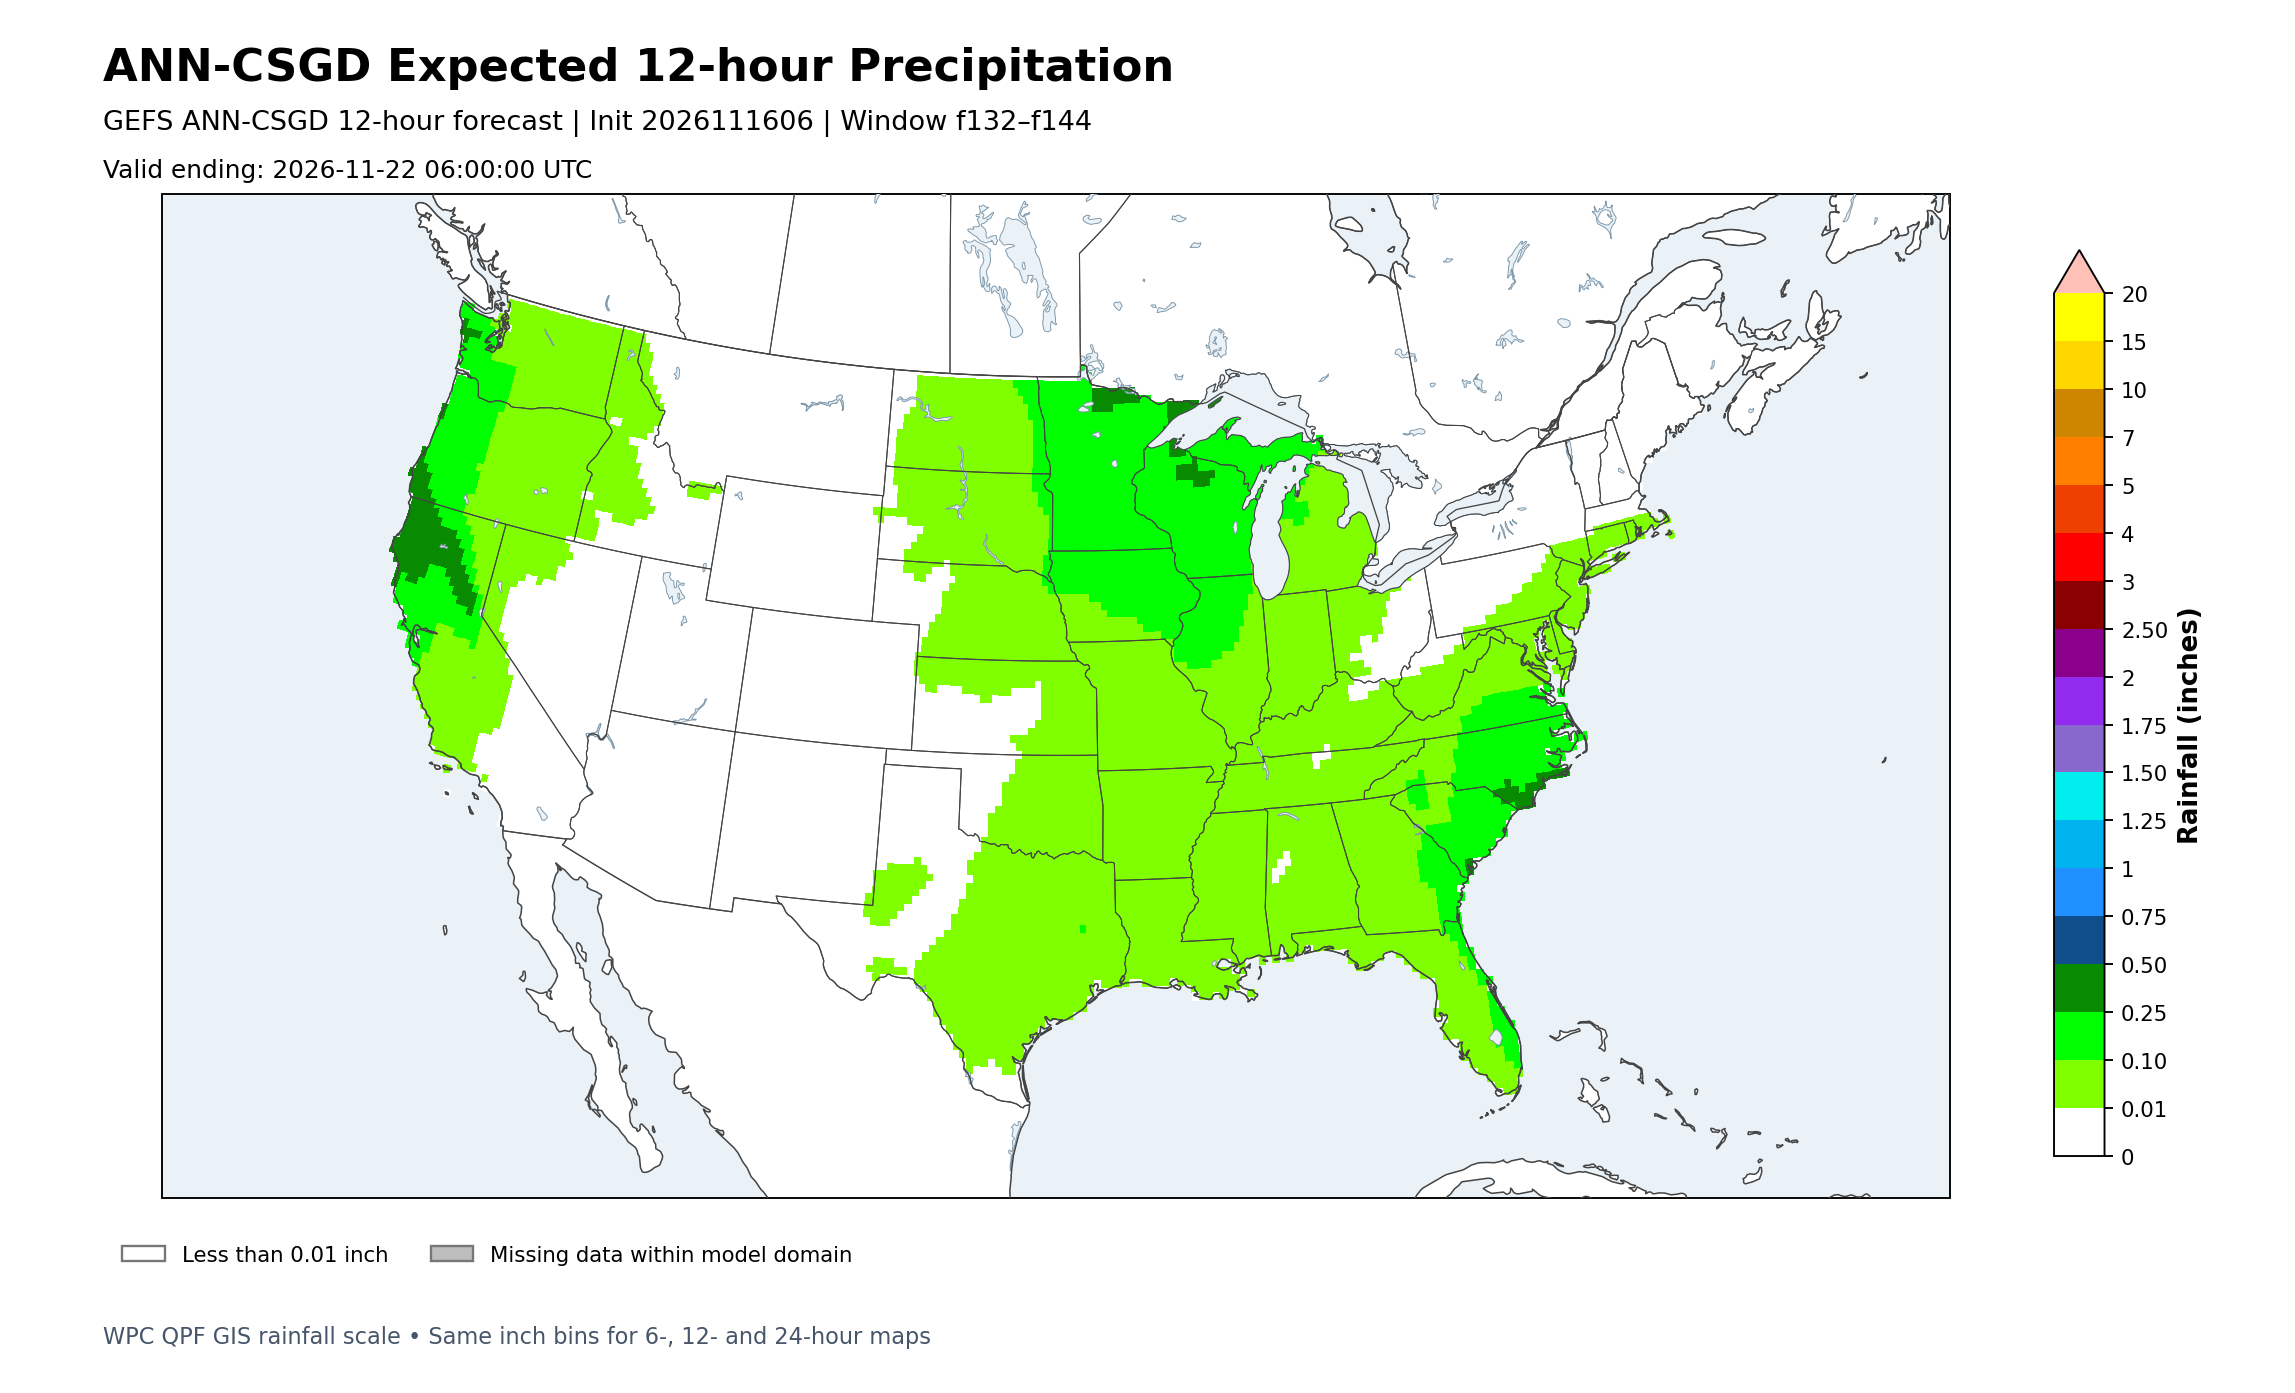 ANN-CSGD Expected 12-hour Precipitation
GEFS ANN-CSGD 12-hour forecast | Init 2026111606 | Window f132–f144
Valid ending: 2026-11-22 06:00:00 UTC
20
15
10
7
5
4
3
2.50
2
1.75
1.50
1.25
1
0.75
0.50
0.25
0.10
0.01
0
Rainfall (inches)
Less than 0.01 inch
Missing data within model domain
WPC QPF GIS rainfall scale • Same inch bins for 6-, 12- and 24-hour maps